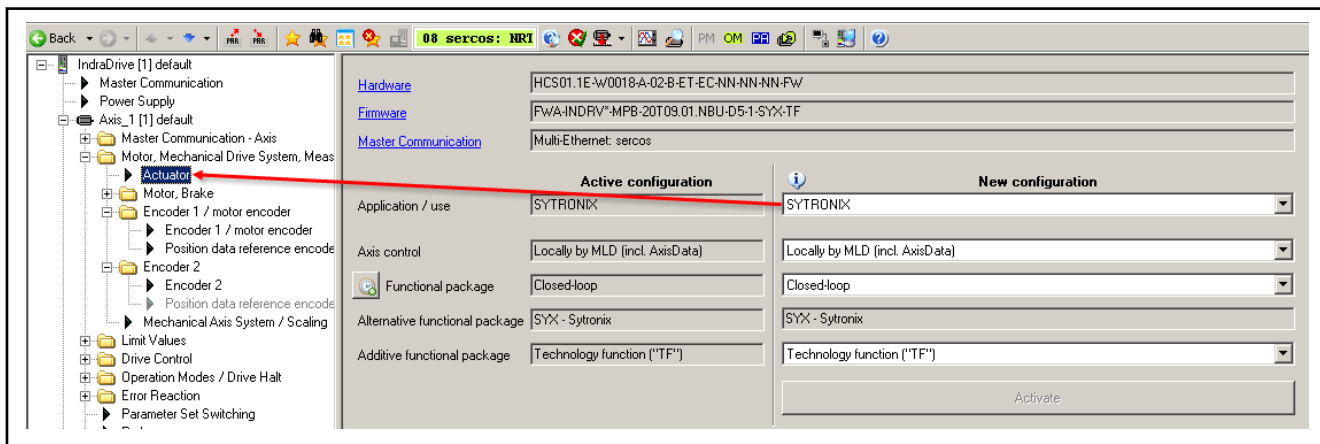 Back PAR PAR 08 sercos: NRI PM OM
IndraDrive [1] default
Master Communication
Power Supply
Axis_1 [1] default
Master Communication - Axis
Motor, Mechanical Drive System, Meas
Actuator
Motor, Brake
Encoder 1 / motor encoder
Encoder 1 / motor encoder
Position data reference encode
Encoder 2
Encoder 2
Position data reference encode
Mechanical Axis System / Scaling
Limit Values
Drive Control
Operation Modes / Drive Halt
Error Reaction
Parameter Set Switching
Hardware HCS01.1E-W0018-A-02-B-ET-EC-NN-NN-NN-FW
Firmware FWA-INDRV*-MPB-20T09.01.NBU-D5-1-SYX-TF
Master Communication Multi-Ethernet: sercos
Active configuration New configuration
Application / use SYTRONIX SYTRONIX
Axis control Locally by MLD (incl. AxisData) Locally by MLD (incl. AxisData)
Functional package Closed-loop Closed-loop
Alternative functional package SYX - Sytronix SYX - Sytronix
Additive functional package Technology function ("TF") Technology function ("TF")
Activate